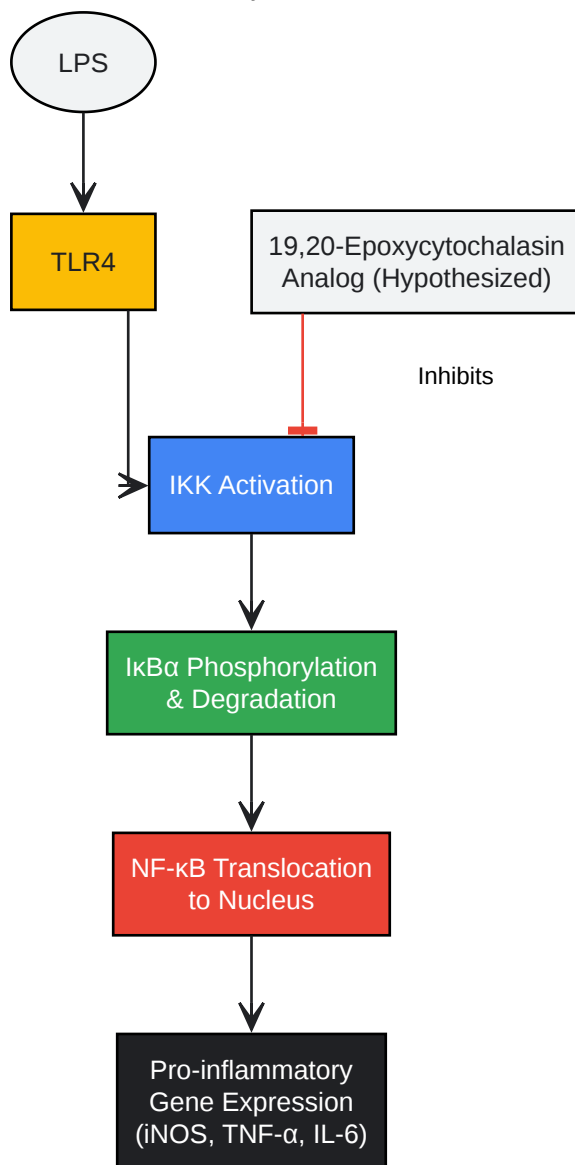 LPS
TLR4
19,20-Epoxycytochalasin
Analog (Hypothesized)
Inhibits
IKK Activation
IκBα Phosphorylation
& Degradation
NF-κB Translocation
to Nucleus
Pro-inflammatory
Gene Expression
(iNOS, TNF-α, IL-6)